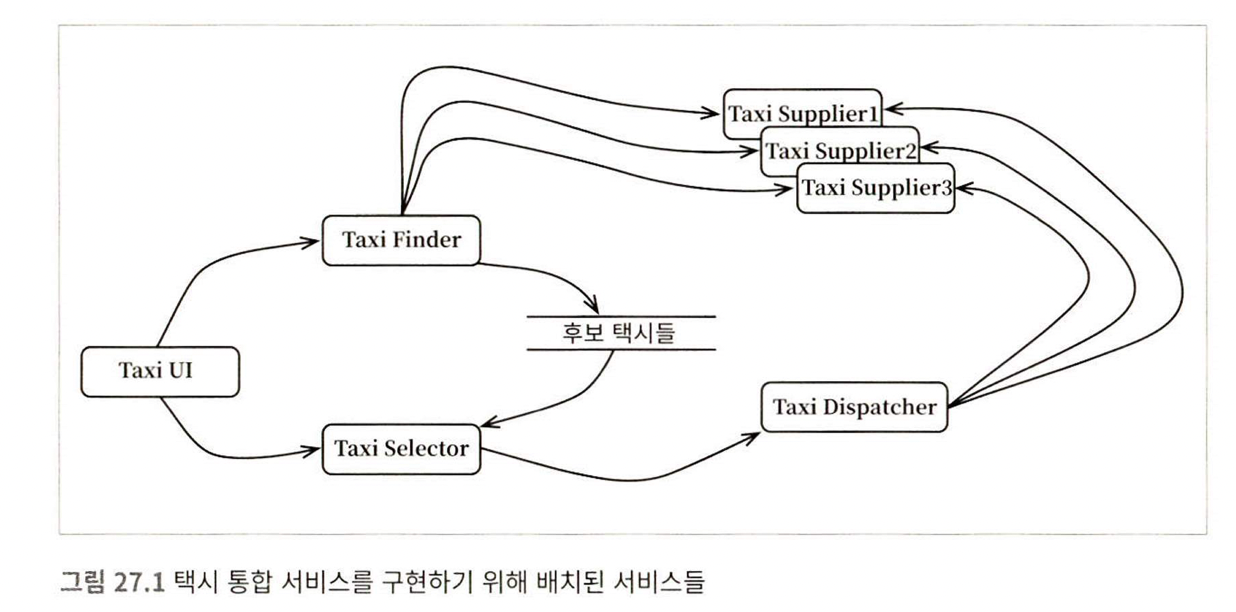 Taxi Supplier1
Taxi Supplier2
Taxi Supplier3
Taxi Finder
후보 택시들
Taxi UI
Taxi Dispatcher
Taxi Selector
그림 27.1 택시 통합 서비스를 구현하기 위해 배치된 서비스들